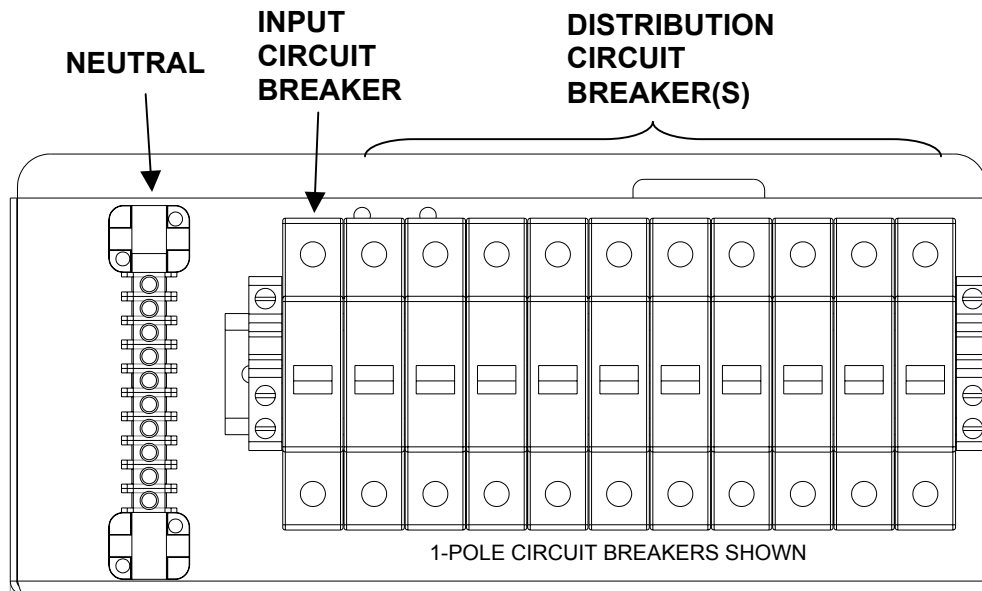 NEUTRAL
INPUT
CIRCUIT
BREAKER
DISTRIBUTION
CIRCUIT
BREAKER(S)
1-POLE CIRCUIT BREAKERS SHOWN